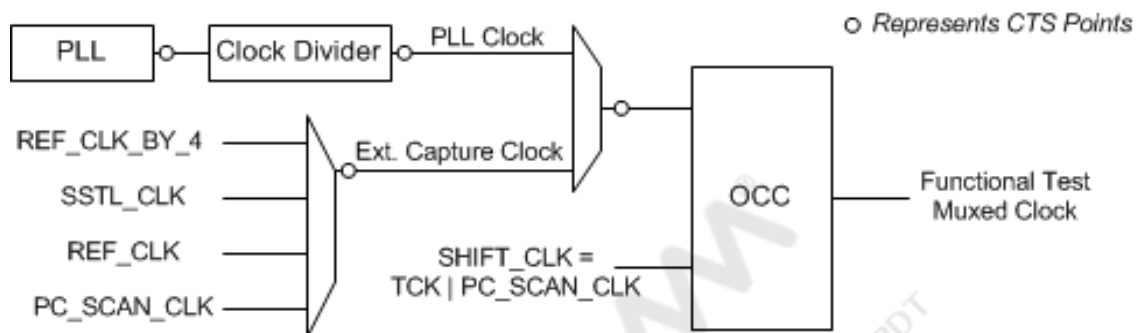 Represents CTS Points
PLL
Clock Divider
PLL Clock
REF_CLK_BY_4
SSTL_CLK
REF_CLK
PC_SCAN_CLK
Ext. Capture Clock
OCC
SHIFT_CLK =
TCK | PC_SCAN_CLK
Functional Test
Muxed Clock
®